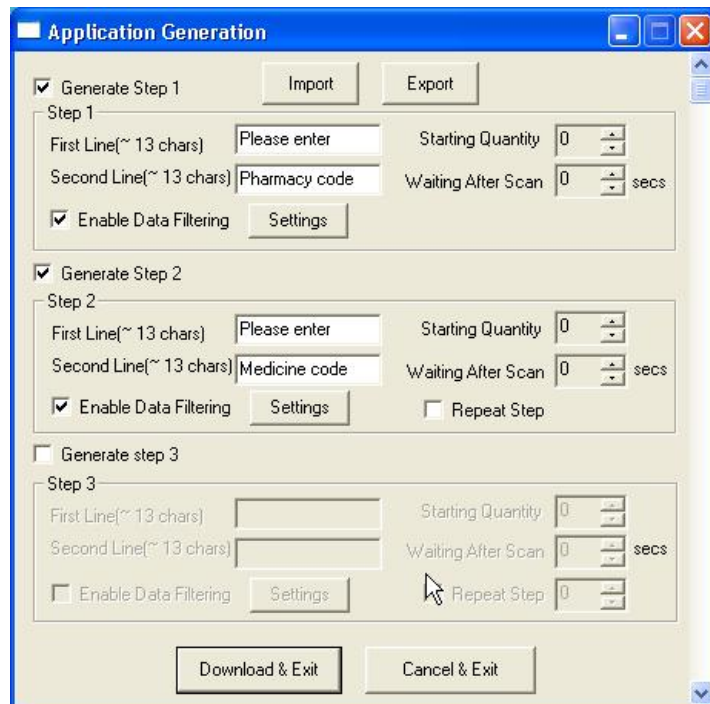 Application Generation
Generate Step 1
Import
Export
Step 1
First Line(~ 13 chars)
Please enter
Starting Quantity
0
Second Line(~ 13 chars)
Pharmacy code
Waiting After Scan
0
secs
Enable Data Filtering
Settings
Generate Step 2
Step 2
First Line(~ 13 chars)
Please enter
Starting Quantity
0
Second Line(~ 13 chars)
Medicine code
Waiting After Scan
0
secs
Enable Data Filtering
Settings
Repeat Step
Generate step 3
Step 3
First Line(~ 13 chars)
Starting Quantity
0
Second Line(~ 13 chars)
Waiting After Scan
0
secs
Enable Data Filtering
Settings
Repeat Step
0
Download & Exit
Cancel & Exit